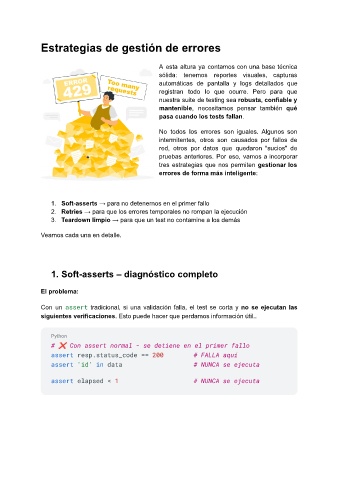 Estrategias de gestión de errores
ERROR
429
Too many
requests
A esta altura ya contamos con una base técnica
sólida: tenemos reportes visuales, capturas
automáticas de pantalla y logs detallados que
registran todo lo que ocurre. Pero para que
nuestra suite de testing sea robusta, confiable y
mantenible, necesitamos pensar también qué
pasa cuando los tests fallan.
No todos los errores son iguales. Algunos son
intermitentes, otros son causados por fallos de
red, otros por datos que quedaron "sucios" de
pruebas anteriores. Por eso, vamos a incorporar
tres estrategias que nos permiten gestionar los
errores de forma más inteligente:
1. Soft-asserts → para no detenernos en el primer fallo
2. Retries → para que los errores temporales no rompan la ejecución
3. Teardown limpio → para que un test no contamine a los demás
Veamos cada una en detalle.
1. Soft-asserts – diagnóstico completo
El problema:
Con un assert tradicional, si una validación falla, el test se corta y no se ejecutan las
siguientes verificaciones. Esto puede hacer que perdamos información útil..
Python
# ❌ Con assert normal - se detiene en el primer fallo
assert resp.status_code == 200 # FALLA aquí
assert 'id' in data # NUNCA se ejecuta
assert elapsed < 1 # NUNCA se ejecuta